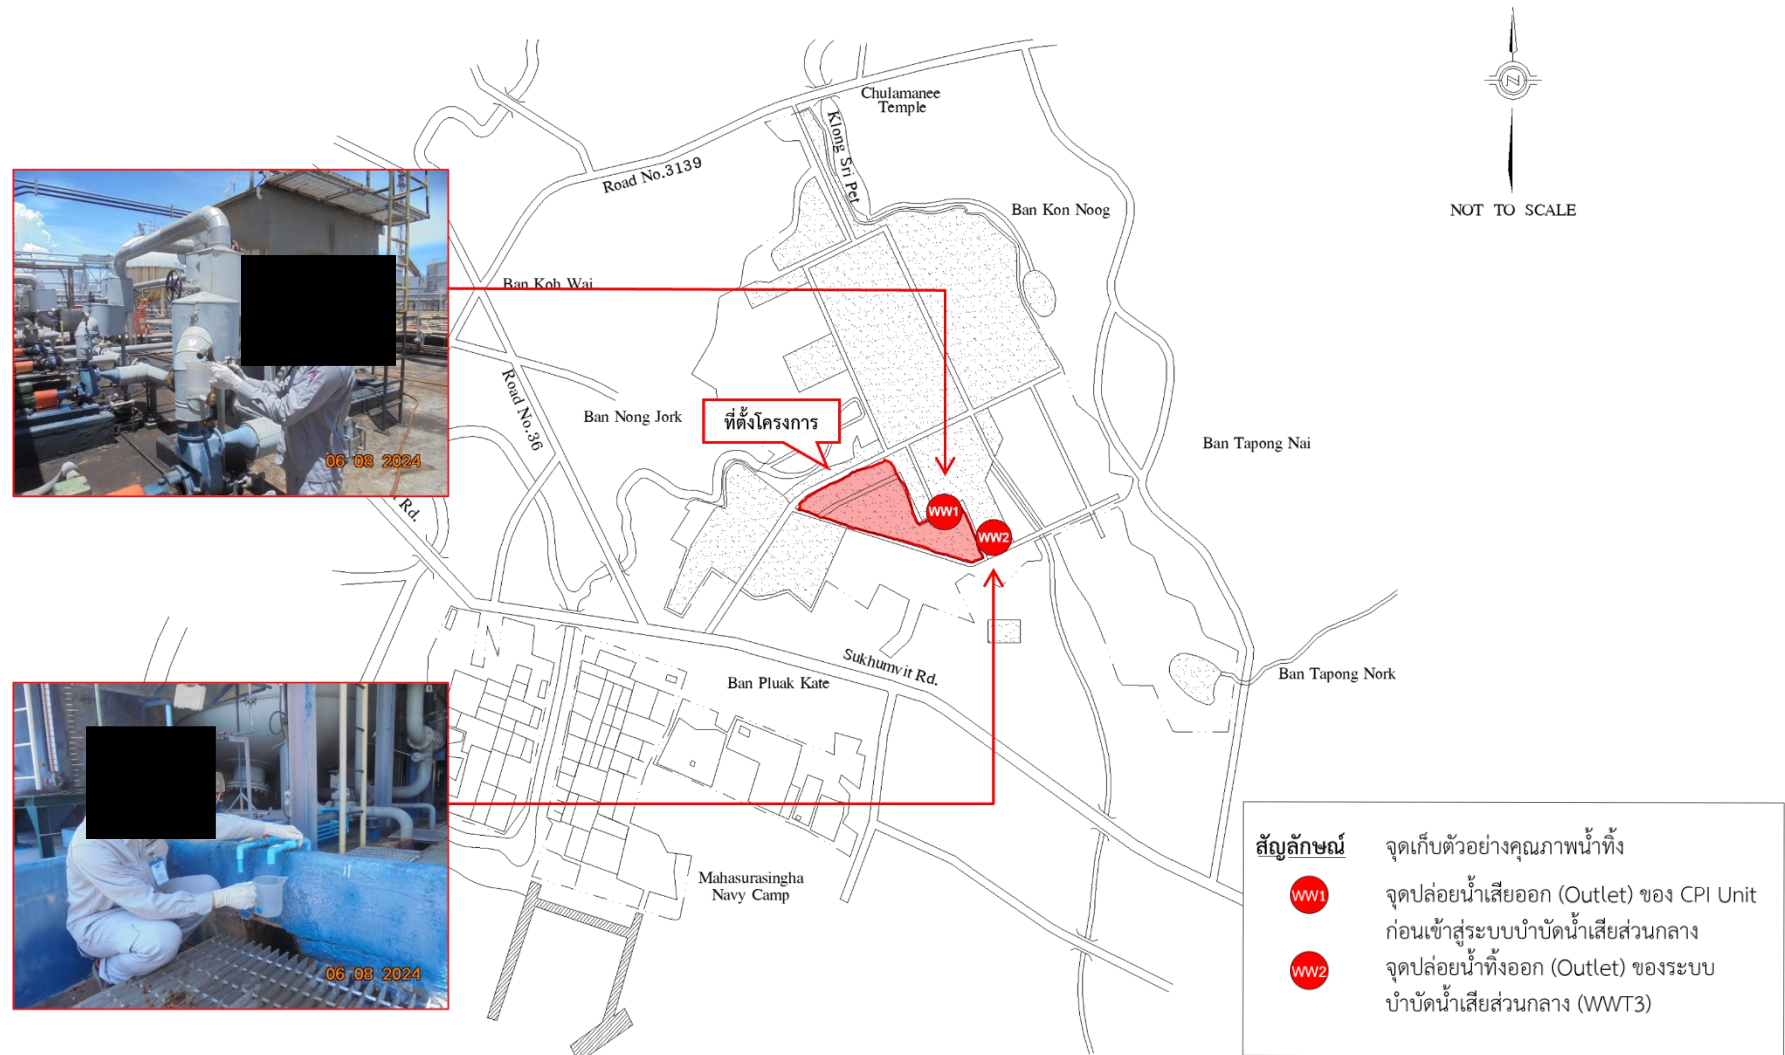 Chulamanee
Temple
Klong Sri Pet
Road No.3139
Ban Kon Noog
NOT TO SCALE
Ban Koh Wai
Road No.36
Ban Nong Jork
ที่ตั้งโครงการ
Ban Tapong Nai
06 08 2024
Rd.
WW1
WW2
Sukhumvit Rd.
Ban Pluak Kate
Ban Tapong Nork
Mahasurasingha
Navy Camp
06 08 2024
สัญลักษณ์ จุดเก็บตัวอย่างคุณภาพน้ำทิ้ง
WW1 จุดปล่อยน้ำเสียออก (Outlet) ของ CPI Unit
ก่อนเข้าสู่ระบบบำบัดน้ำเสียส่วนกลาง
WW2 จุดปล่อยน้ำทิ้งออก (Outlet) ของระบบ
บำบัดน้ำเสียส่วนกลาง (WWT3)